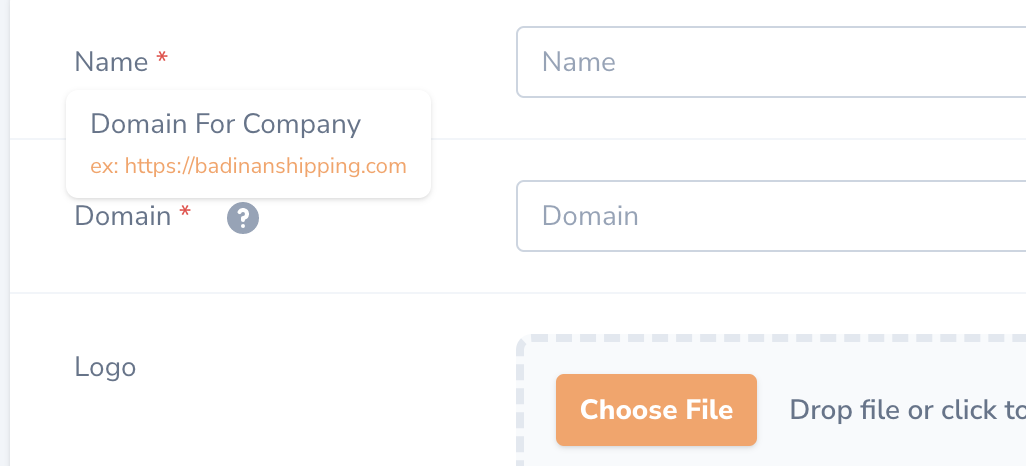 Name *
Name
Domain For Company
ex: https://badinanshipping.com
Domain *
?
Domain
Logo
Choose File
Drop file or click to